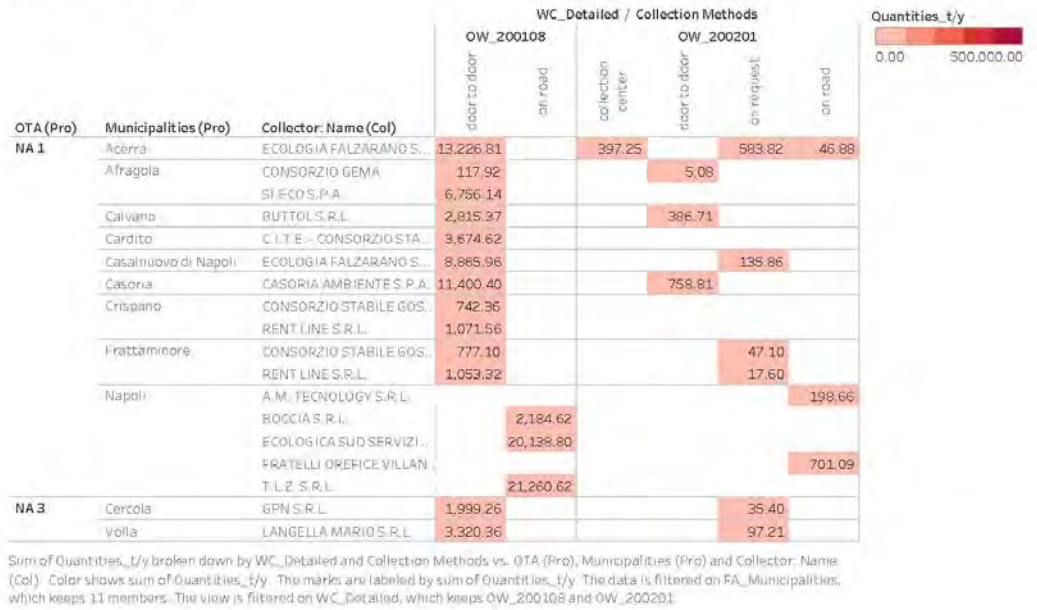 WC_Detailed / Collection Methods
OW_200108 OW_200201
OTA (Pro) Municipalities (Pro) Collector: Name (Col) door to door on road collection center door to door on request on road
NA 1 Acerra ECOLOGIA FALZARANO S... 13,226.81 397.25 583.82 46.88
Afragola CONSORZIO GEMA 117.92 5.08
SI.ECO S.P.A. 6,756.14
Caivano BUTTOL S.R.L. 2,815.37 386.71
Cardito C.I.T.E. - CONSORZIO STA.. 3,674.62
Casalnuovo di Napoli ECOLOGIA FALZARANO S... 8,865.96 135.86
Casoria CASORIA AMBIENTE S.P.A. 11,400.40 758.81
Crispano CONSORZIO STABILE GOS.. 742.36
RENT LINE S.R.L. 1,071.56
Frattaminore CONSORZIO STABILE GOS.. 777.10 47.10
RENT LINE S.R.L. 1,053.32 17.60
Napoli A.M. TECNOLOGY S.R.L. 198.66
BOCCIA S.R.L. 2,184.62
ECOLOGICA SUD SERVIZI .. 20,138.80
FRATELLI OREFICE VILLAN.. 701.09
T.L.Z. S.R.L. 21,260.62
NA 3 Cercola GPN S.R.L. 1,999.26 35.40
Volla LANGELLA MARIO S.R.L. 3,320.36 97.21
Quantities_t/y
0.00 500,000.00
Sum of Quantities_t/y broken down by WC_Detailed and Collection Methods vs. OTA (Pro), Municipalities (Pro) and Collector: Name
(Col). Color shows sum of Quantities_t/y. The marks are labeled by sum of Quantities_t/y. The data is filtered on FA_Municipalities,
which keeps 11 members. The view is filtered on WC_Detailed, which keeps OW_200108 and OW_200201.